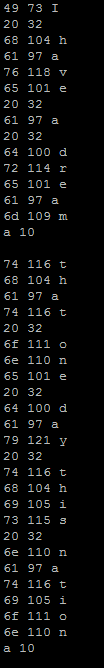 49 73 I
20 32
68 104 h
61 97 a
76 118 v
65 101 e
20 32
61 97 a
20 32
64 100 d
72 114 r
65 101 e
61 97 a
6d 109 m
a 10

74 116 t
68 104 h
61 97 a
74 116 t
20 32
6f 111 o
6e 110 n
65 101 e
20 32
64 100 d
61 97 a
79 121 y
20 32
74 116 t
68 104 h
69 105 i
73 115 s
20 32
6e 110 n
61 97 a
74 116 t
69 105 i
6f 111 o
6e 110 n
a 10